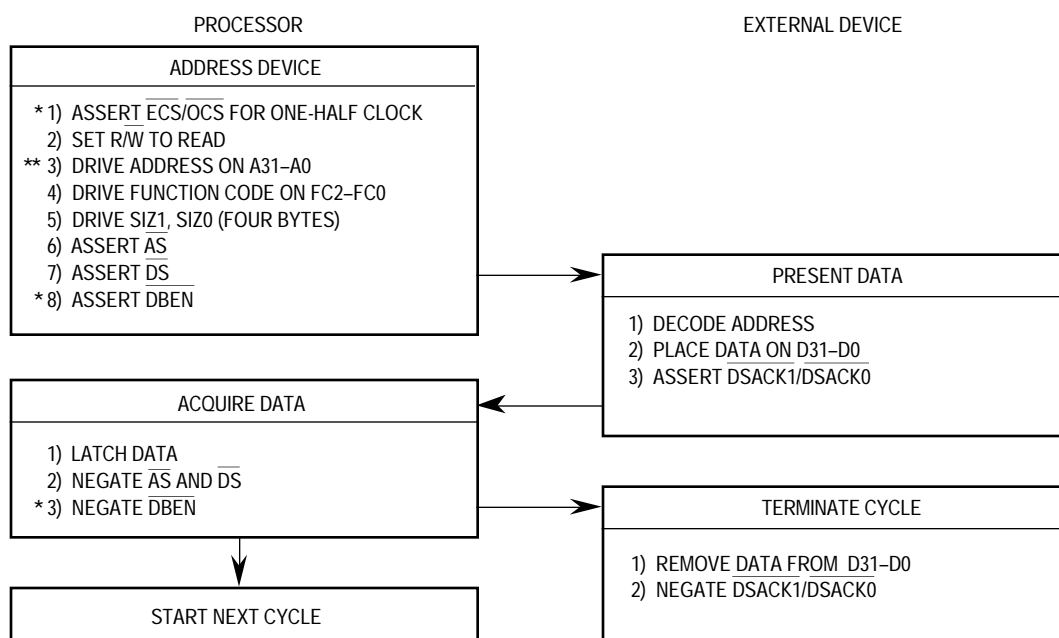 PROCESSOR
EXTERNAL DEVICE
ADDRESS DEVICE
* 1) ASSERT ECS/OCS FOR ONE-HALF CLOCK
2) SET R/W TO READ
** 3) DRIVE ADDRESS ON A31–A0
4) DRIVE FUNCTION CODE ON FC2–FC0
5) DRIVE SIZ1, SIZ0 (FOUR BYTES)
6) ASSERT AS
7) ASSERT DS
* 8) ASSERT DBEN
PRESENT DATA
1) DECODE ADDRESS
2) PLACE DATA ON D31–D0
3) ASSERT DSACK1/DSACK0
ACQUIRE DATA
1) LATCH DATA
2) NEGATE AS AND DS
* 3) NEGATE DBEN
TERMINATE CYCLE
1) REMOVE DATA FROM D31–D0
2) NEGATE DSACK1/DSACK0
START NEXT CYCLE